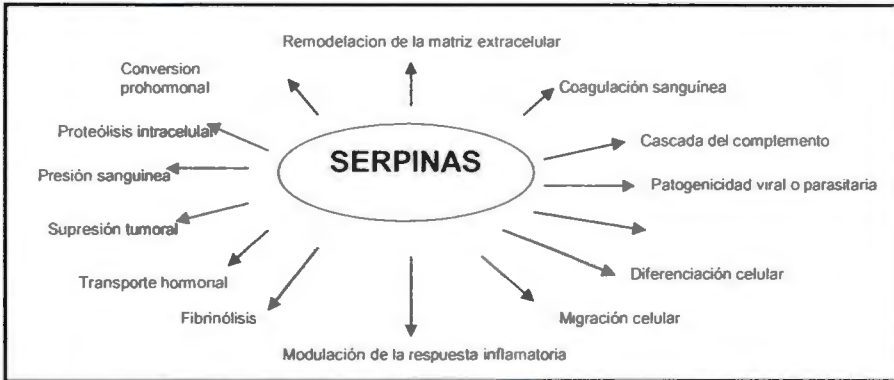 Remodelacion de la matriz extracelular
Conversion
prohormonal
Coagulación sanguínea
Proteólisis intracelular
Cascada del complemento
SERPINAS
Presión sanguinea
Patogenicidad viral o parasitaria
Supresión tumoral
Diferenciación celular
Transporte hormonal
Fibrinólisis
Migración celular
Modulación de la respuesta inflamatoria